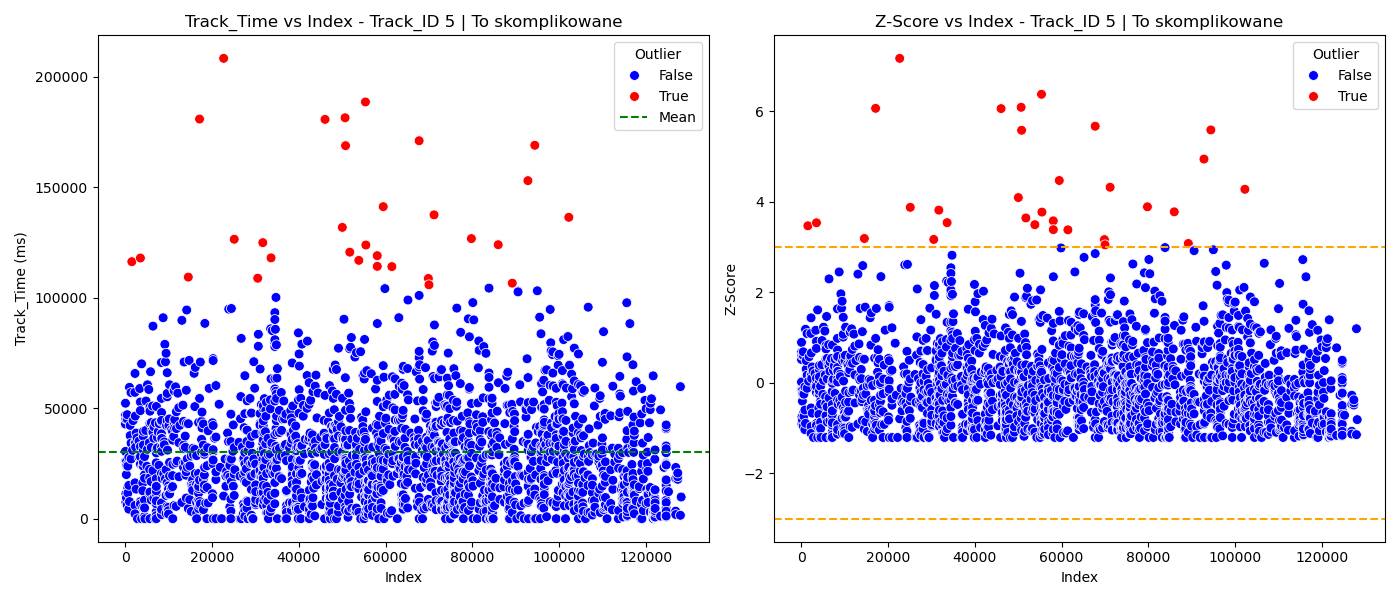 Track_Time vs Index - Track_ID 5 | To skomplikowane
Outlier
False
True
Mean
200000
150000
100000
50000
0
Track_Time (ms)
0
20000
40000
60000
80000
100000
120000
Index
Z-Score vs Index - Track_ID 5 | To skomplikowane
Outlier
False
True
6
4
2
0
−2
Z-Score
0
20000
40000
60000
80000
100000
120000
Index